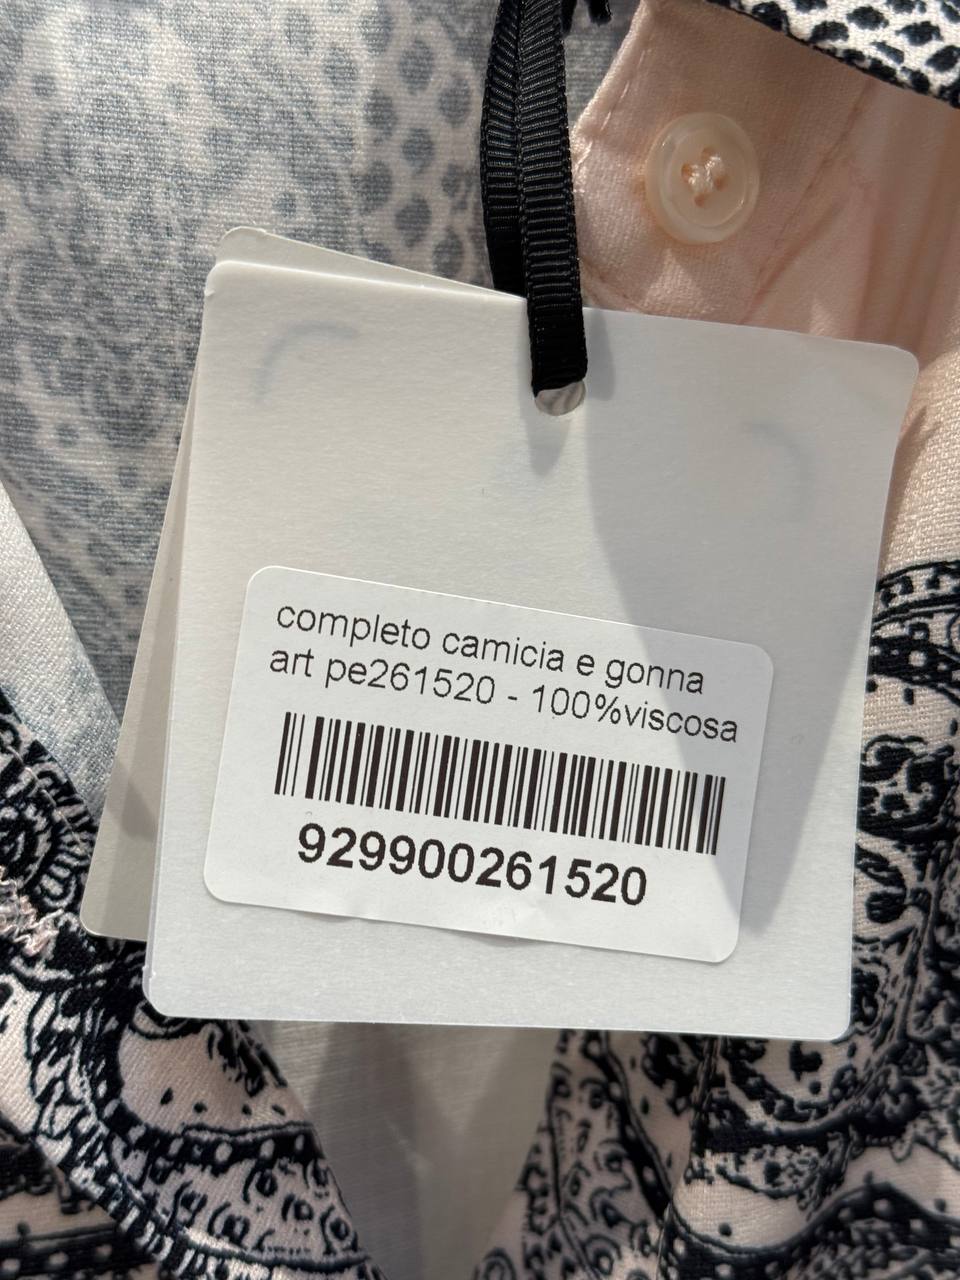 completo camicia e gonna
art pe261520 - 100%viscosa
929900261520